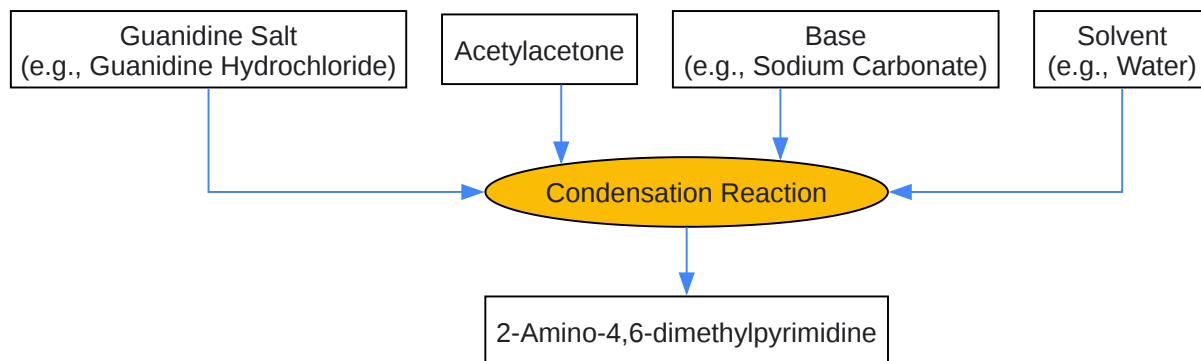 Guanidine Salt
(e.g., Guanidine Hydrochloride)
Acetylacetone
Base
(e.g., Sodium Carbonate)
Solvent
(e.g., Water)
Condensation Reaction
2-Amino-4,6-dimethylpyrimidine